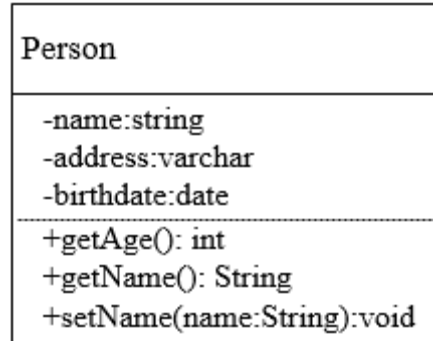 Person
-name:string
-address:varchar
-birthdate:date
+getAge(): int
+getName(): String
+setName(name:String):void